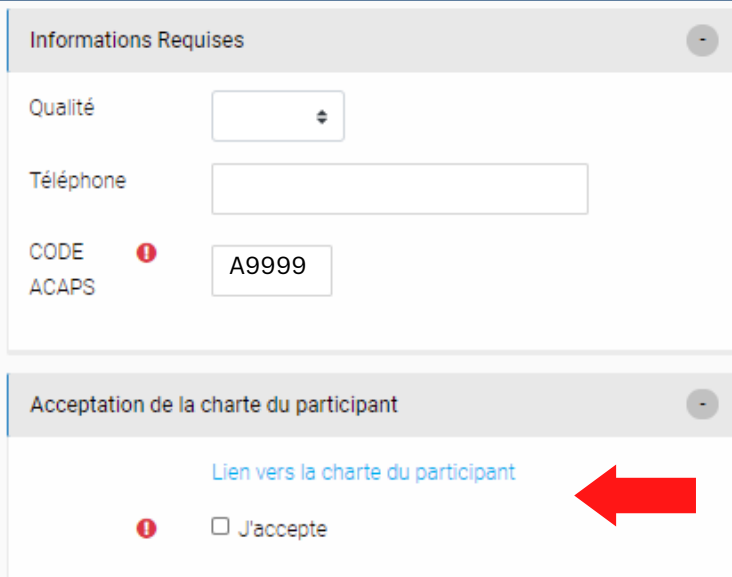 Informations Requises
-
Qualité
Téléphone
CODE
ACAPS
A9999
Acceptation de la charte du participant
-
Lien vers la charte du participant
J'accepte